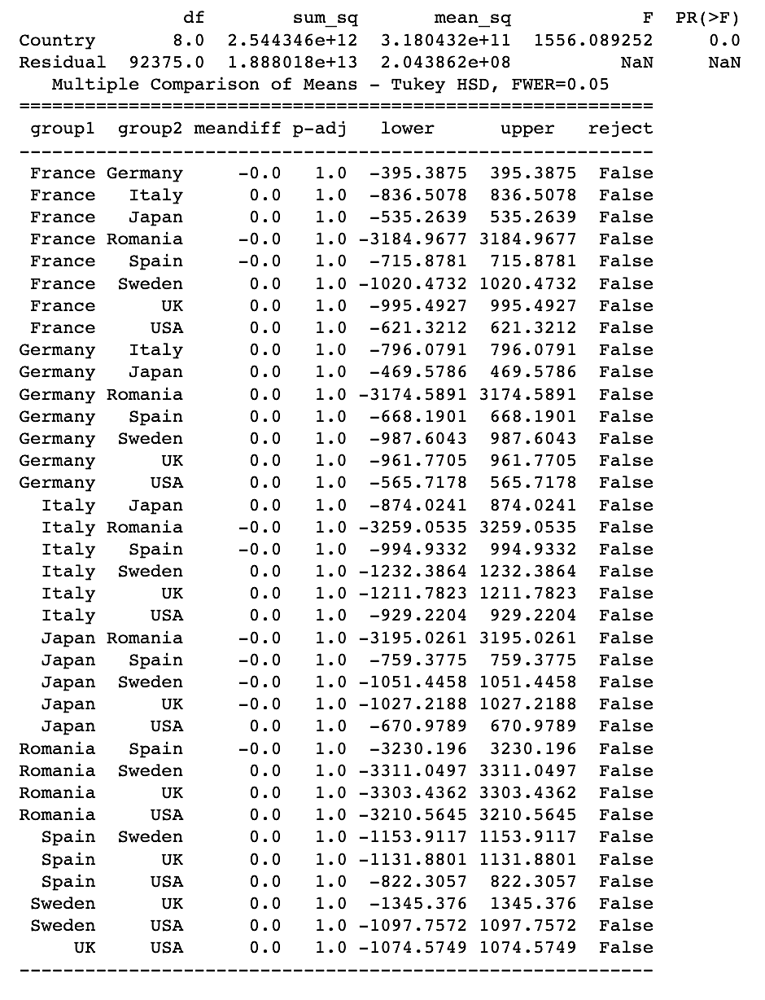 df sum_sq mean_sq F PR(>F)
Country 8.0 2.544346e+12 3.180432e+11 1556.089252 0.0
Residual 92375.0 1.888018e+13 2.043862e+08 NaN NaN
Multiple Comparison of Means - Tukey HSD, FWER=0.05
==========================================================
group1 group2 meandiff p-adj lower upper reject
----------------------------------------------------------
France Germany -0.0 1.0 -395.3875 395.3875 False
France Italy 0.0 1.0 -836.5078 836.5078 False
France Japan 0.0 1.0 -535.2639 535.2639 False
France Romania -0.0 1.0 -3184.9677 3184.9677 False
France Spain -0.0 1.0 -715.8781 715.8781 False
France Sweden 0.0 1.0 -1020.4732 1020.4732 False
France UK 0.0 1.0 -995.4927 995.4927 False
France USA 0.0 1.0 -621.3212 621.3212 False
Germany Italy 0.0 1.0 -796.0791 796.0791 False
Germany Japan 0.0 1.0 -469.5786 469.5786 False
Germany Romania 0.0 1.0 -3174.5891 3174.5891 False
Germany Spain 0.0 1.0 -668.1901 668.1901 False
Germany Sweden 0.0 1.0 -987.6043 987.6043 False
Germany UK 0.0 1.0 -961.7705 961.7705 False
Germany USA 0.0 1.0 -565.7178 565.7178 False
Italy Japan 0.0 1.0 -874.0241 874.0241 False
Italy Romania -0.0 1.0 -3259.0535 3259.0535 False
Italy Spain -0.0 1.0 -994.9332 994.9332 False
Italy Sweden 0.0 1.0 -1232.3864 1232.3864 False
Italy UK 0.0 1.0 -1211.7823 1211.7823 False
Italy USA 0.0 1.0 -929.2204 929.2204 False
Japan Romania -0.0 1.0 -3195.0261 3195.0261 False
Japan Spain -0.0 1.0 -759.3775 759.3775 False
Japan Sweden -0.0 1.0 -1051.4458 1051.4458 False
Japan UK -0.0 1.0 -1027.2188 1027.2188 False
Japan USA 0.0 1.0 -670.9789 670.9789 False
Romania Spain -0.0 1.0 -3230.196 3230.196 False
Romania Sweden 0.0 1.0 -3311.0497 3311.0497 False
Romania UK 0.0 1.0 -3303.4362 3303.4362 False
Romania USA 0.0 1.0 -3210.5645 3210.5645 False
Spain Sweden 0.0 1.0 -1153.9117 1153.9117 False
Spain UK 0.0 1.0 -1131.8801 1131.8801 False
Spain USA 0.0 1.0 -822.3057 822.3057 False
Sweden UK 0.0 1.0 -1345.376 1345.376 False
Sweden USA 0.0 1.0 -1097.7572 1097.7572 False
UK USA 0.0 1.0 -1074.5749 1074.5749 False
----------------------------------------------------------